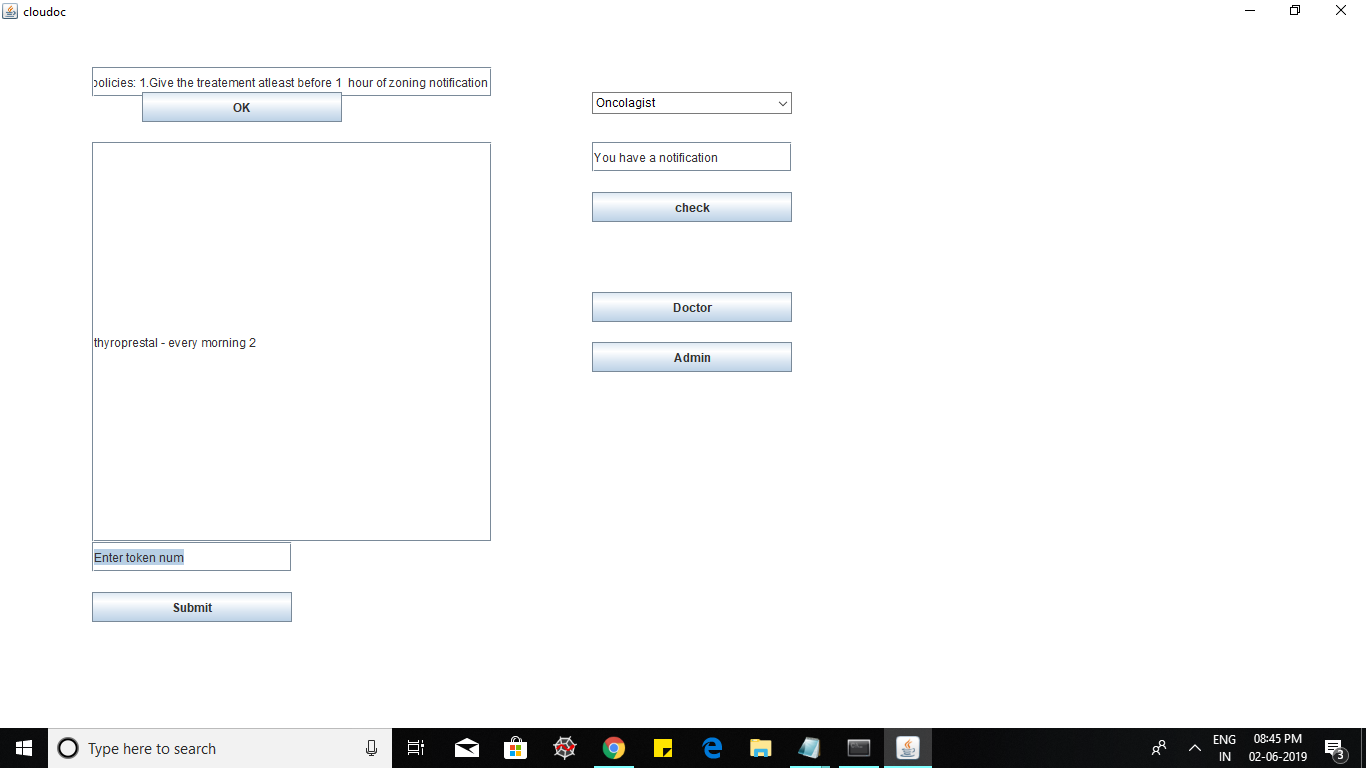 cloudoc
policies: 1.Give the treatement atleast before 1 hour of zoning notification
OK
Oncolagist
You have a notification
check
Doctor
thyroprestal - every morning 2
Admin
Enter token num
Submit
Type here to search
ENG
IN
08:45 PM
02-06-2019
3